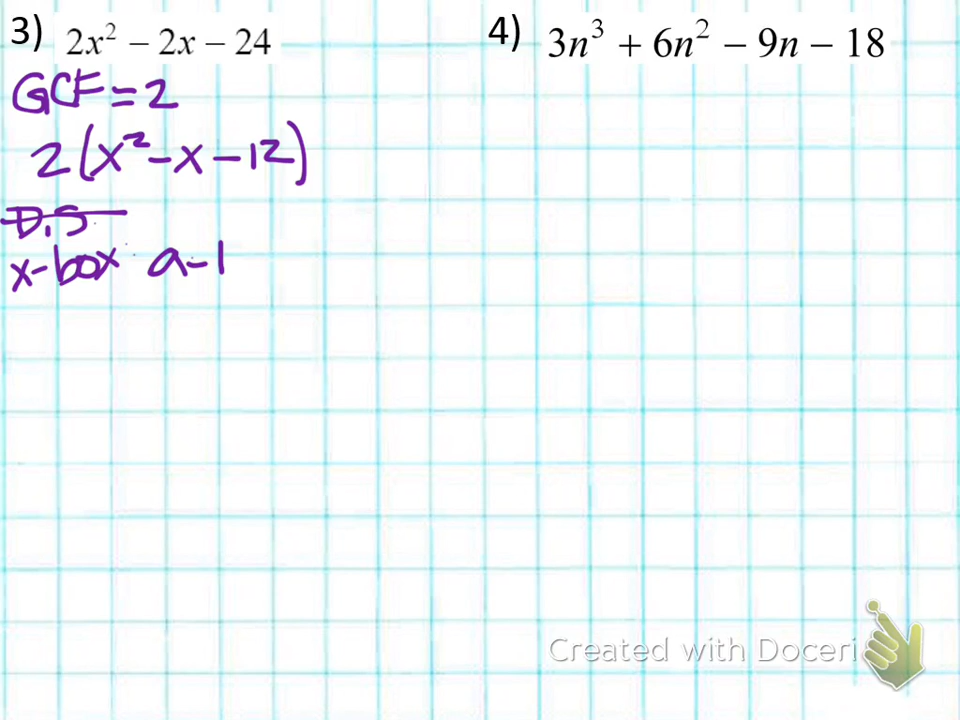 3) 2x² − 2x − 24
GCF = 2
2(x² − x − 12)
D.S
x-box a-1
4) 3n³ + 6n² − 9n − 18
Created with Doceri